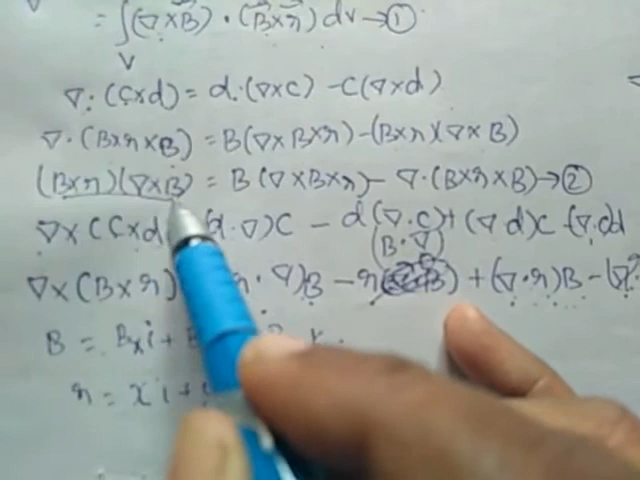 = ∫ (∇×B) · (B×r) dv → ①
V
∇. (C×d) = d.(∇×C) - C(∇×d)
∇·(B×r×B) = B(∇×B×r) - (B×r)(∇×B)
(B×r)(∇×B) = B(∇×B×r) - ∇·(B×r×B) → ②
∇×(C×d · ∇)C - d(∇·C) + (∇ d)C - (∇.c)d
(B·∇)
∇×(B×r) · ∇)B - r + (∇·r)B - (∇
B = Bxi +
r = xi +